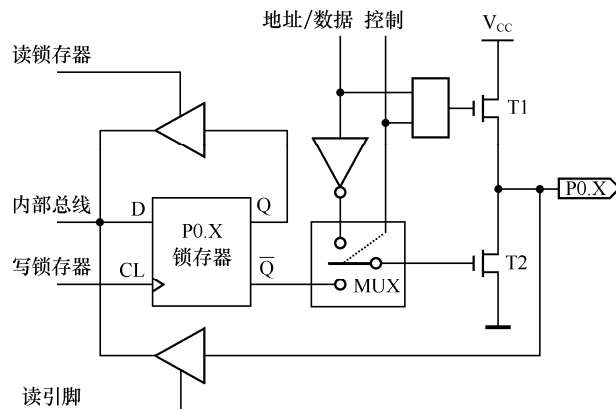 地址/数据 控制
V_CC
读锁存器
T1
内部总线
D
Q
P0.X
锁存器
P0.X
写锁存器
CL
Q̅
MUX
T2
读引脚